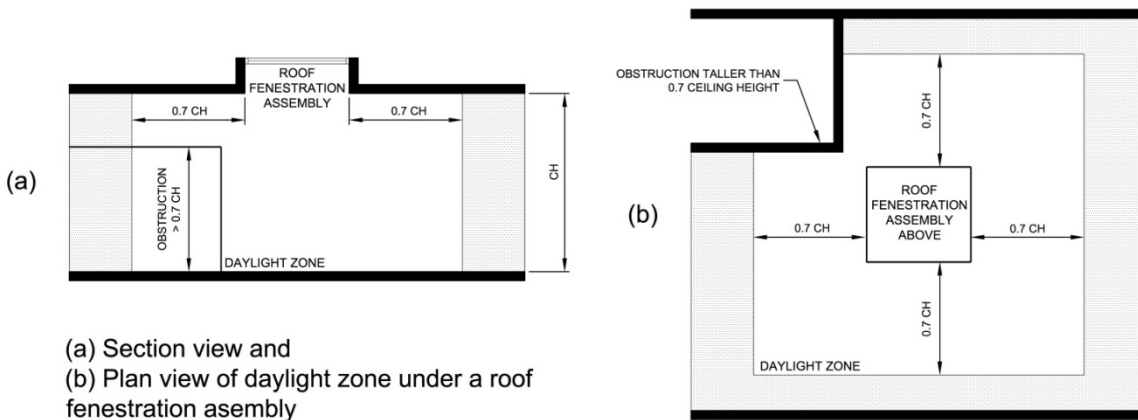 ROOF
FENESTRATION
ASSEMBLY
0.7 CH
0.7 CH
(a)
OBSTRUCTION
> 0.7 CH
CH
DAYLIGHT ZONE
(a) Section view and
(b) Plan view of daylight zone under a roof
fenestration asembly
OBSTRUCTION TALLER THAN
0.7 CEILING HEIGHT
0.7 CH
(b)
ROOF
FENESTRATION
ASSEMBLY
ABOVE
0.7 CH
0.7 CH
0.7 CH
DAYLIGHT ZONE